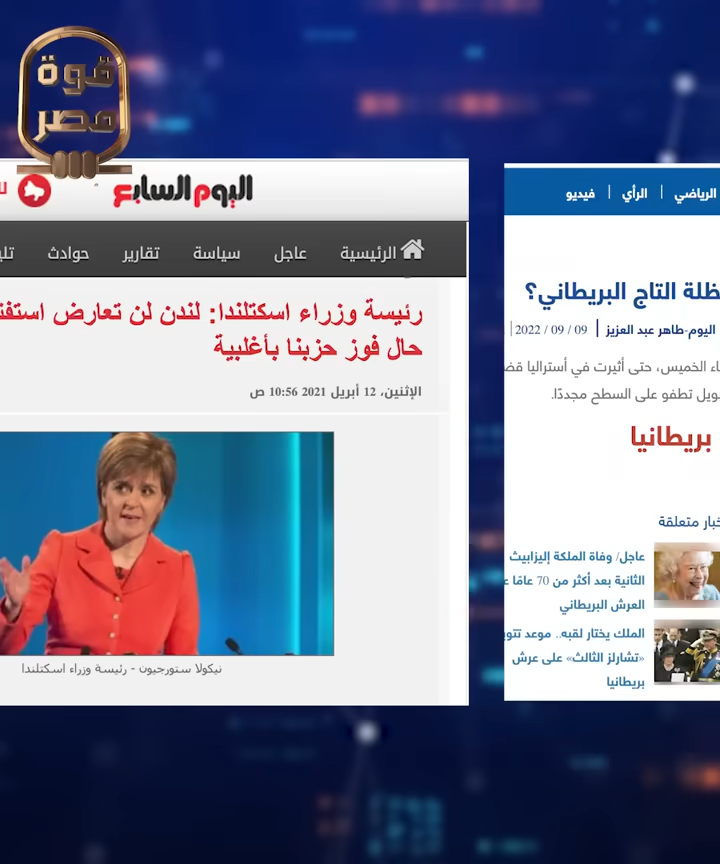 قوة
مصر
اليوم السابع
الرئيسية عاجل سياسة تقارير حوادث
رئيسة وزراء اسكتلندا: لندن لن تعارض
حال فوز حزبنا بأغلبية
الإثنين، 12 أبريل 2021 10:56 ص
نيكولا ستورجيون - رئيسة وزراء اسكتلندا
الرياضي | الرأي | فيديو
التاج البريطاني؟
اليوم-طاهر عبد العزيز | 09 / 09 / 2022 |
الخميس، حتى أثيرت في أستراليا
تطفو على السطح مجددًا.
بريطانيا
متعلقة
عاجل/ وفاة الملكة إليزابيث
الثانية بعد أكثر من 70 عامًا
العرش البريطاني
الملك يختار لقبه.. موعد
«تشارلز الثالث» على عرش
بريطانيا